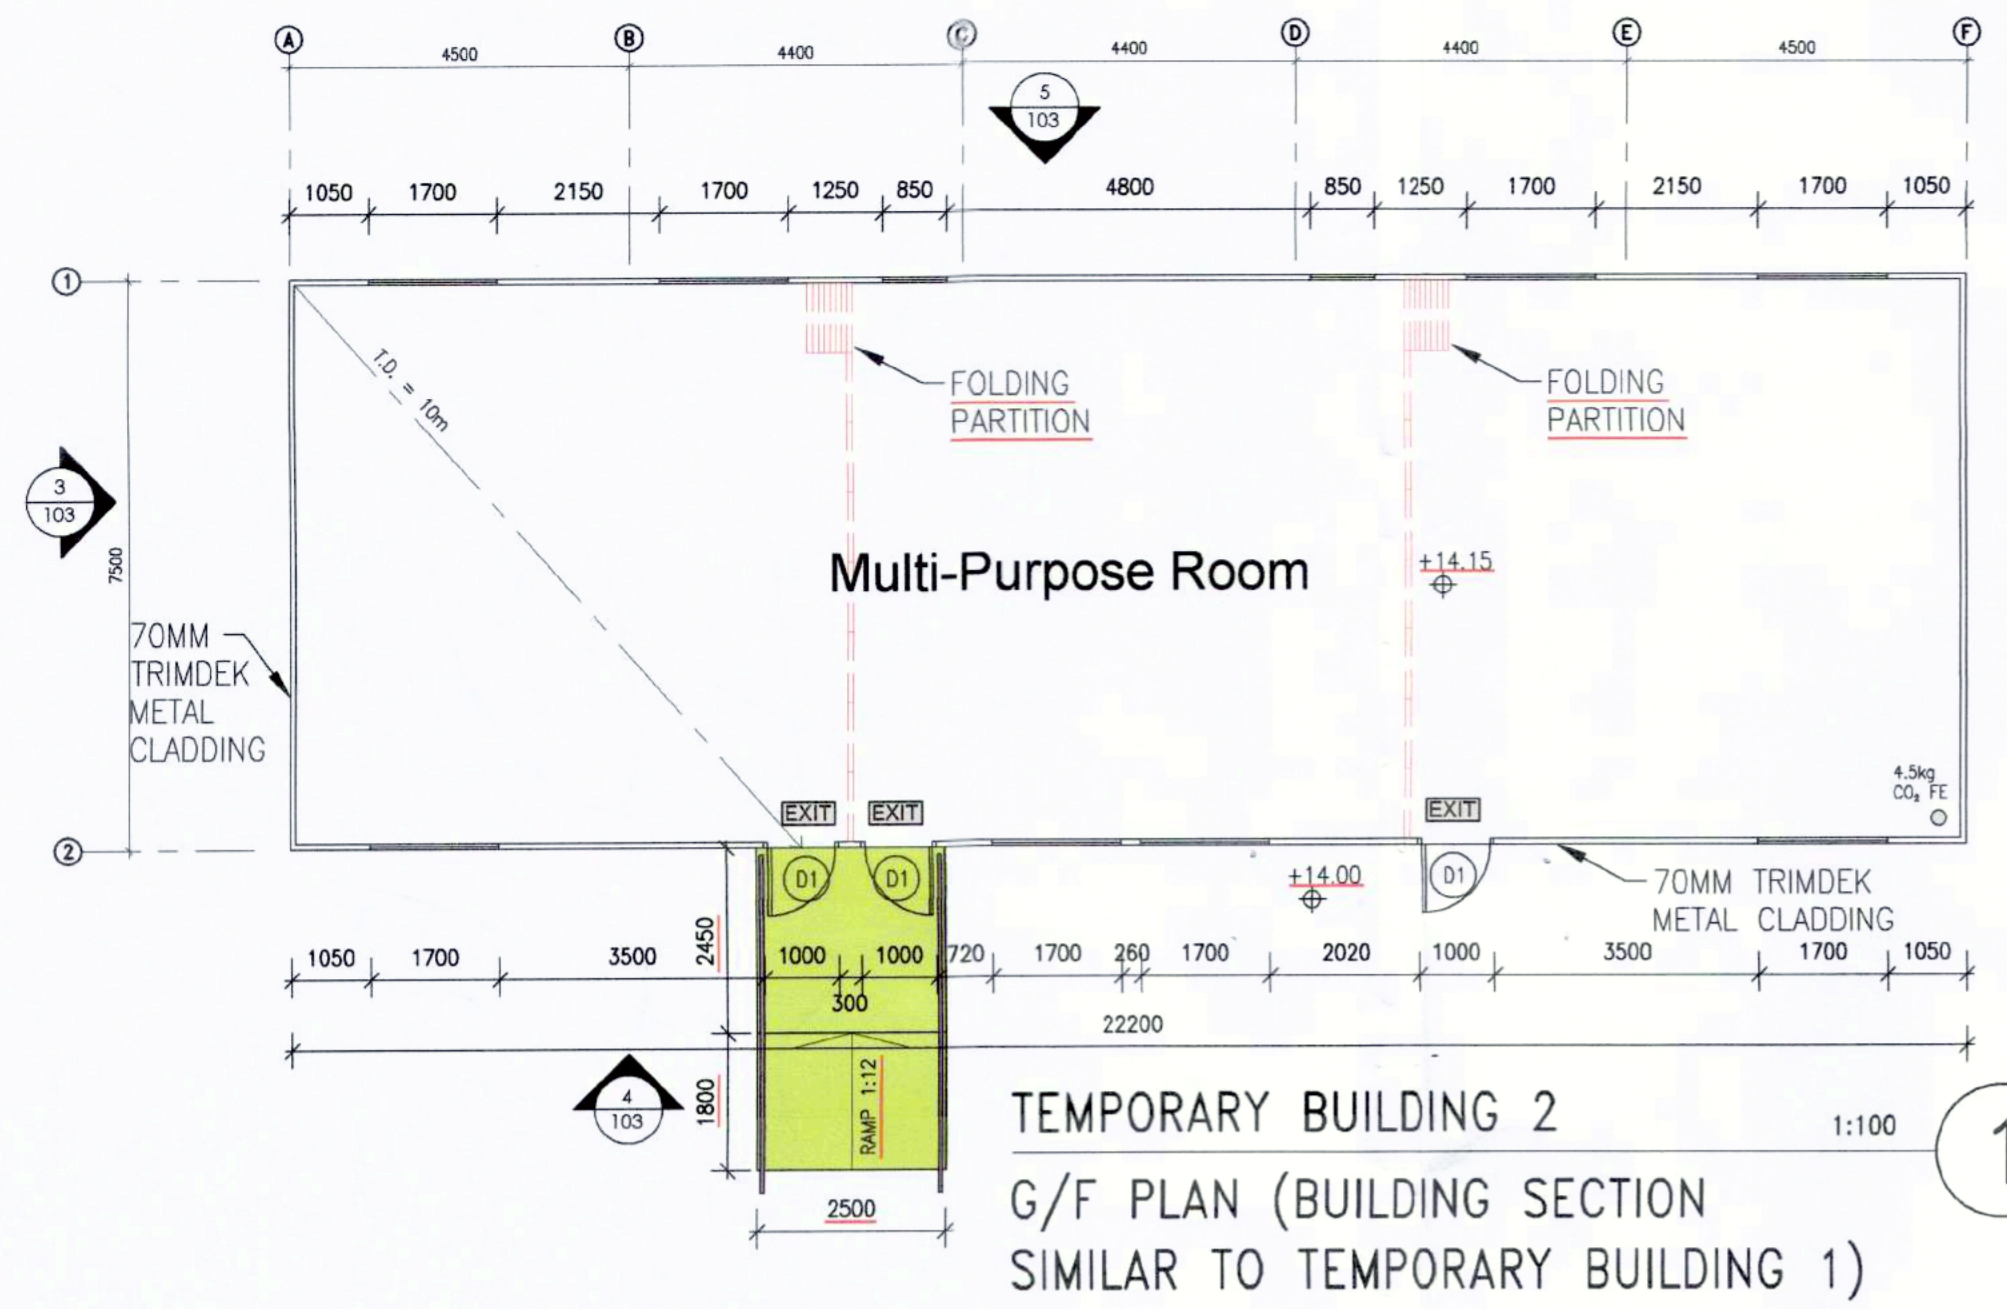 A B C D E F
4500 4400 4400 4400 4500
5
103
1050 1700 2150 1700 1250 850 4800 850 1250 1700 2150 1700 1050
1
T.D. = 10m
FOLDING
PARTITION
FOLDING
PARTITION
3
103
7500
Multi-Purpose Room
+14.15
70MM
TRIMDEK
METAL
CLADDING
4.5kg
CO₂ FE
EXIT EXIT EXIT
2
D1 D1 D1
+14.00
70MM TRIMDEK
METAL CLADDING
2450
1050 1700 3500 1000 1000 720 1700 260 1700 2020 1000 3500 1700 1050
300
22200
1800
RAMP 1:12
4
103
2500
TEMPORARY BUILDING 2
1:100
1
G/F PLAN (BUILDING SECTION
SIMILAR TO TEMPORARY BUILDING 1)